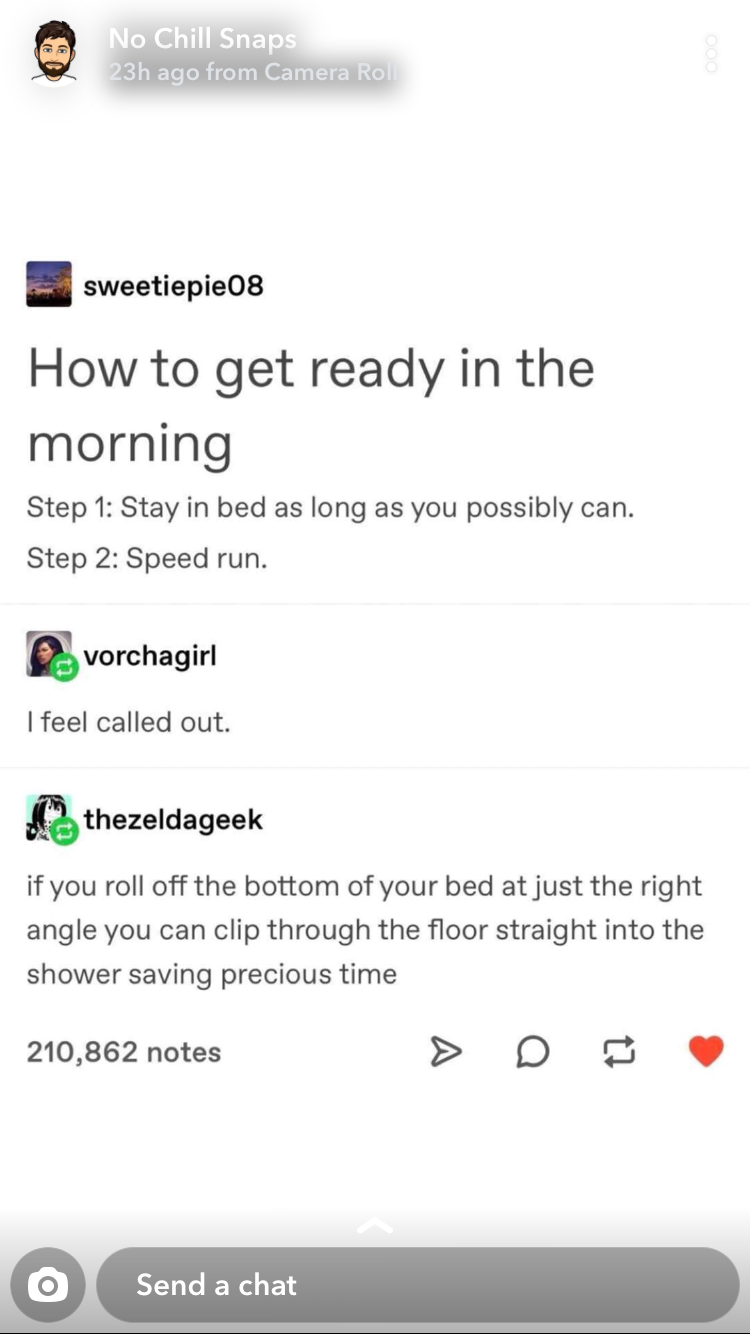 No Chill Snaps
23h ago from Camera Roll
sweetiepie08
How to get ready in the
morning
Step 1: Stay in bed as long as you possibly can.
Step 2: Speed run.
vorchagirl
I feel called out.
thezeldageek
if you roll off the bottom of your bed at just the right
angle you can clip through the floor straight into the
shower saving precious time
210,862 notes
Send a chat